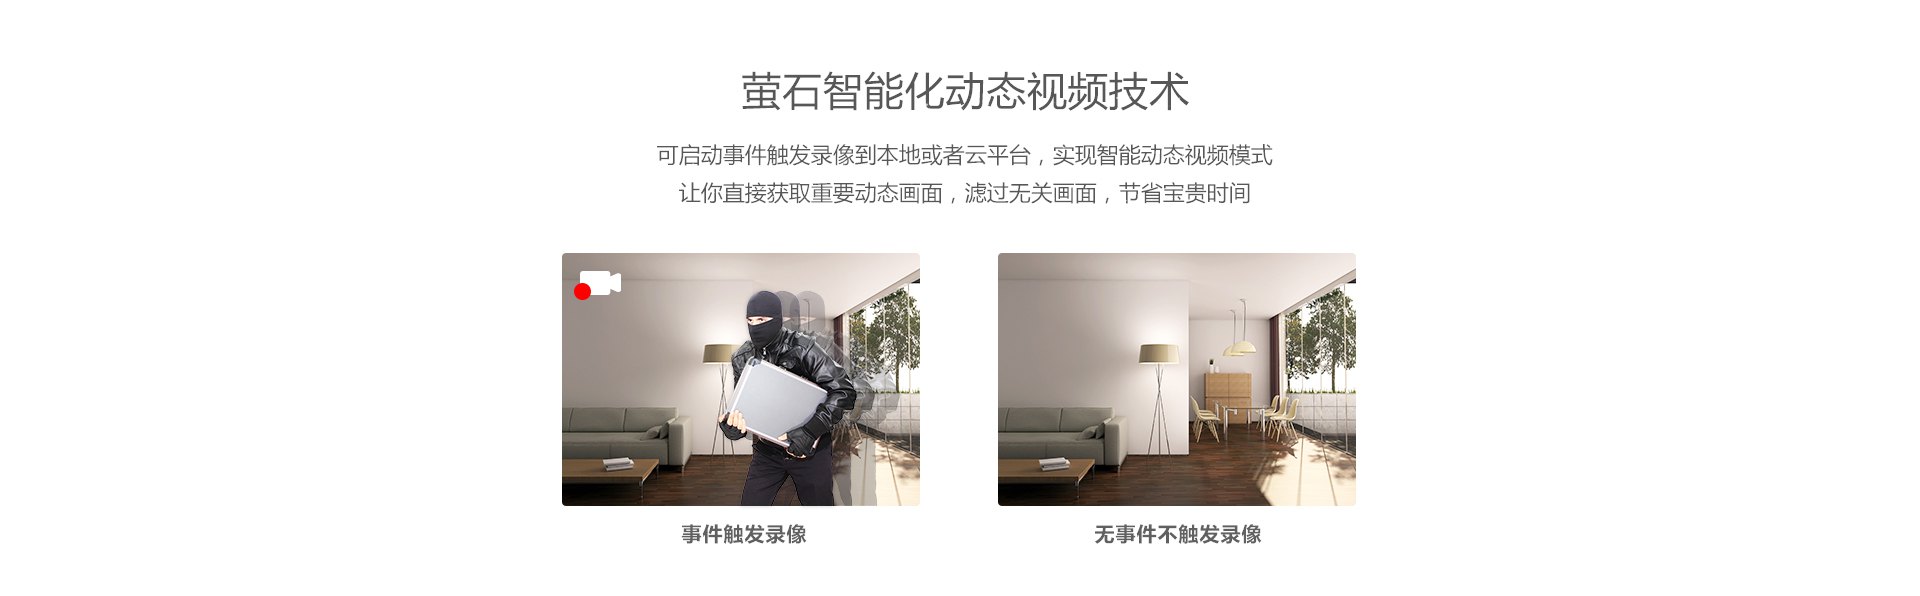 萤石智能化动态视频技术
可启动事件触发录像到本地或者云平台，实现智能动态视频模式
让你直接获取重要动态画面，滤过无关画面，节省宝贵时间
事件触发录像
无事件不触发录像